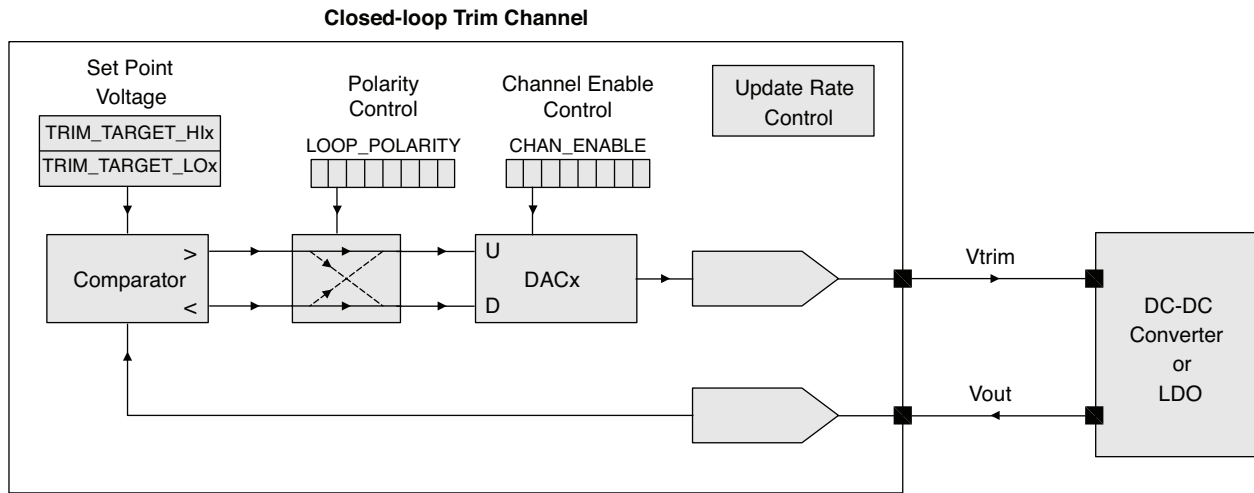 Closed-loop Trim Channel
Set Point
Voltage
TRIM_TARGET_HIx
TRIM_TARGET_LOx
Polarity
Control
LOOP_POLARITY
Channel Enable
Control
CHAN_ENABLE
Update Rate
Control
Comparator
>
<
U
D
DACx
Vtrim
Vout
DC-DC
Converter
or
LDO